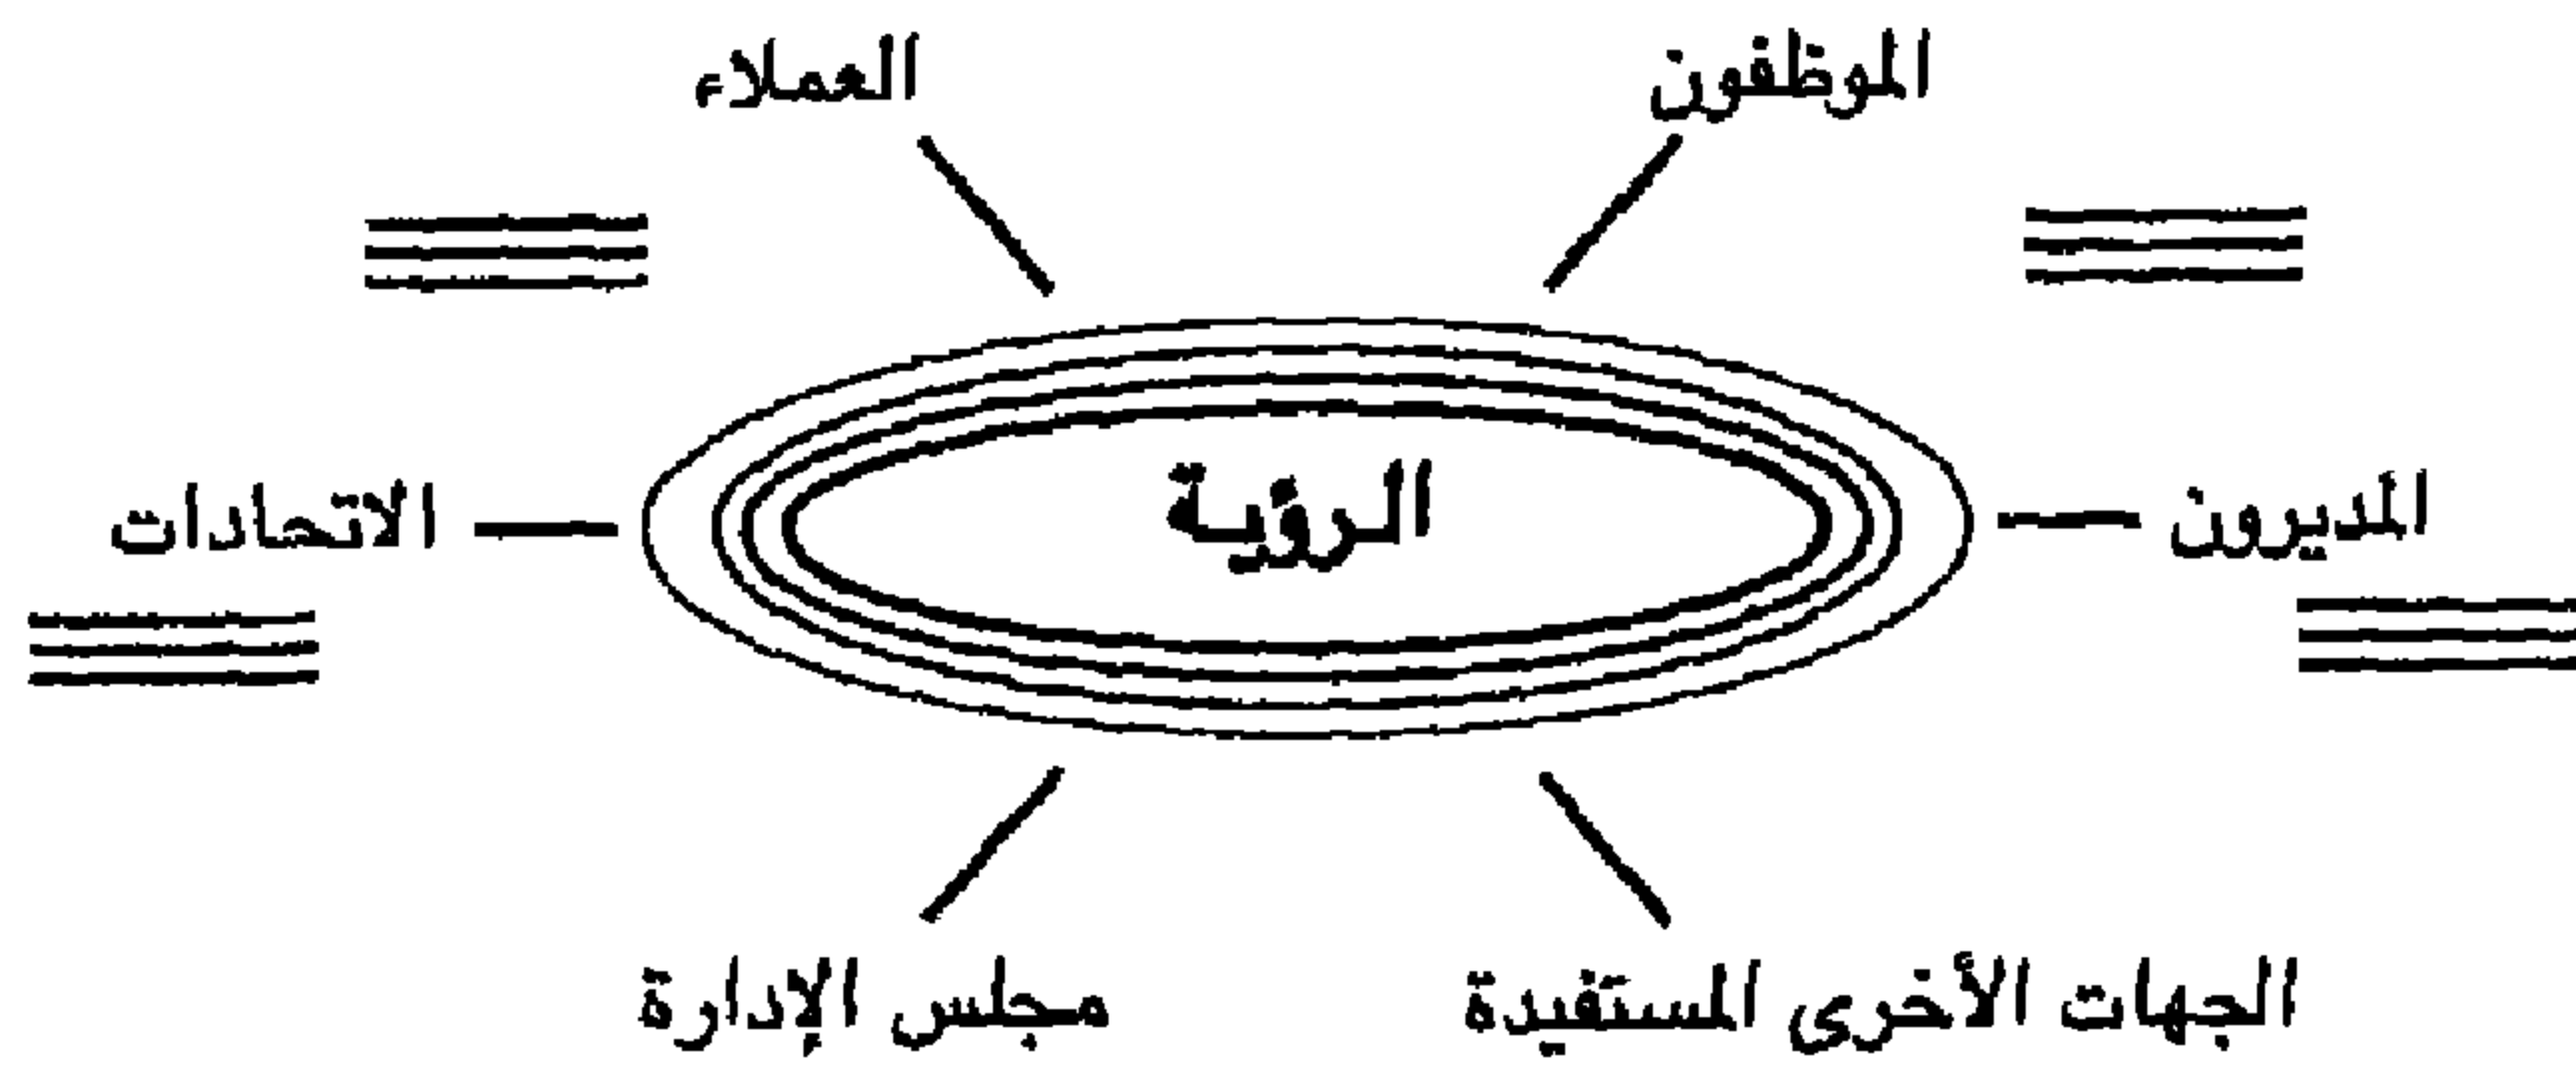 الموظفون
العملاء
المديرون
الرؤية
الاتحادات
الجهات الأخرى المستفيدة
مجلس الإدارة